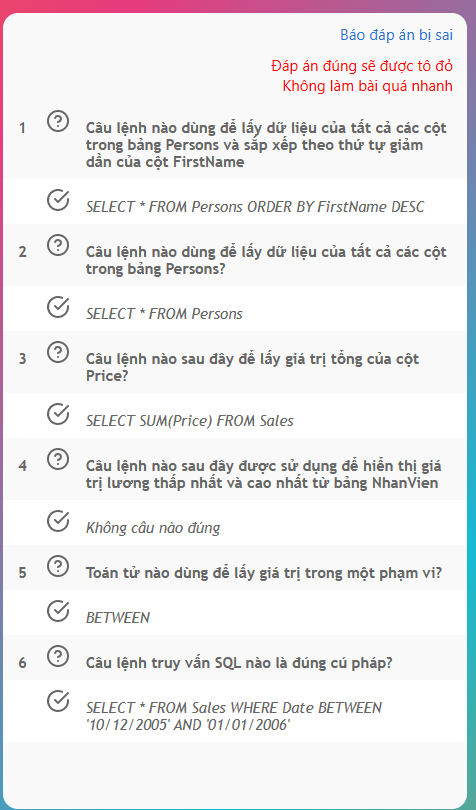 Báo đáp án bị sai
Đáp án đúng sẽ được tô đỏ
Không làm bài quá nhanh
1 Câu lệnh nào dùng để lấy dữ liệu của tất cả các cột
trong bảng Persons và sắp xếp theo thứ tự giảm
dần của cột FirstName
SELECT * FROM Persons ORDER BY FirstName DESC
2 Câu lệnh nào dùng để lấy dữ liệu của tất cả các cột
trong bảng Persons?
SELECT * FROM Persons
3 Câu lệnh nào sau đây để lấy giá trị tổng của cột
Price?
SELECT SUM(Price) FROM Sales
4 Câu lệnh nào sau đây được sử dụng để hiển thị giá
trị lương thấp nhất và cao nhất từ bảng NhanVien
Không câu nào đúng
5 Toán tử nào dùng để lấy giá trị trong một phạm vi?
BETWEEN
6 Câu lệnh truy vấn SQL nào là đúng cú pháp?
SELECT * FROM Sales WHERE Date BETWEEN
'10/12/2005' AND '01/01/2006'